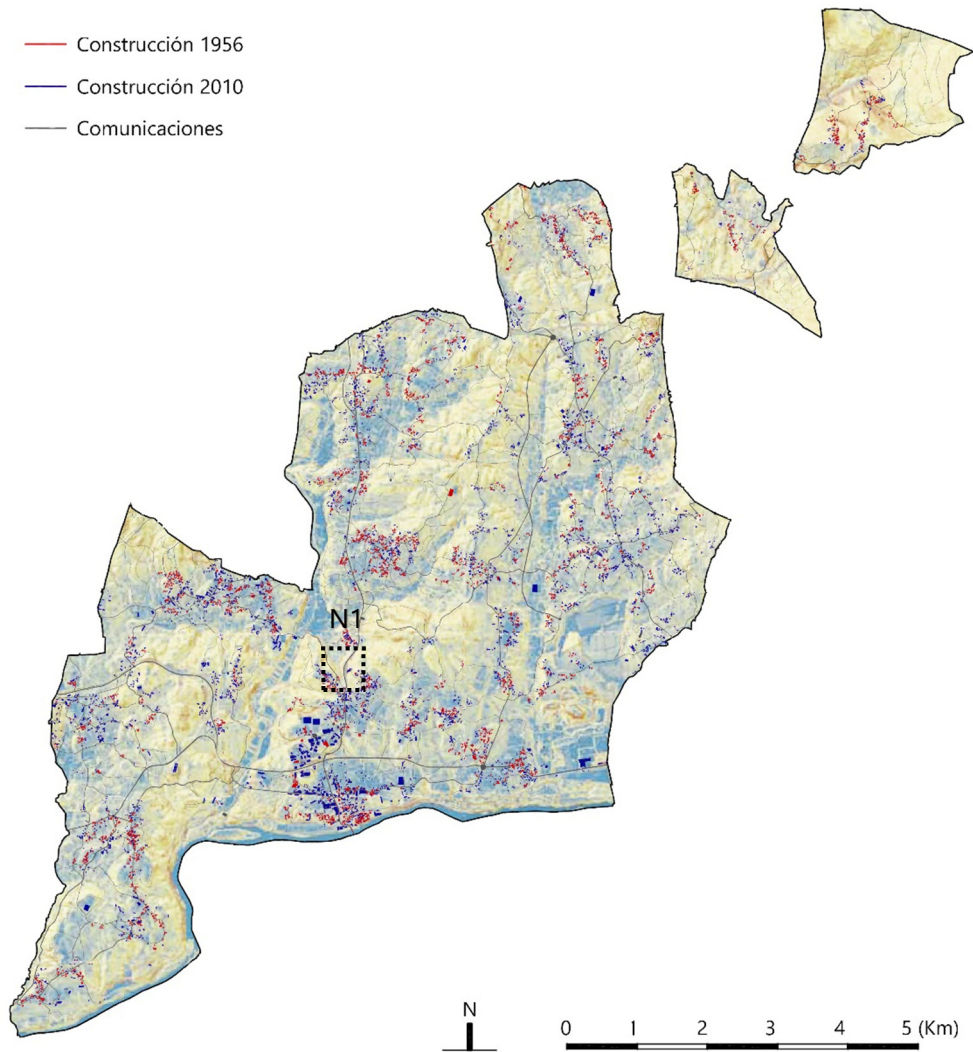 Construcción 1956
Construcción 2010
Comunicaciones
N1
N
0 1 2 3 4 5 (Km)